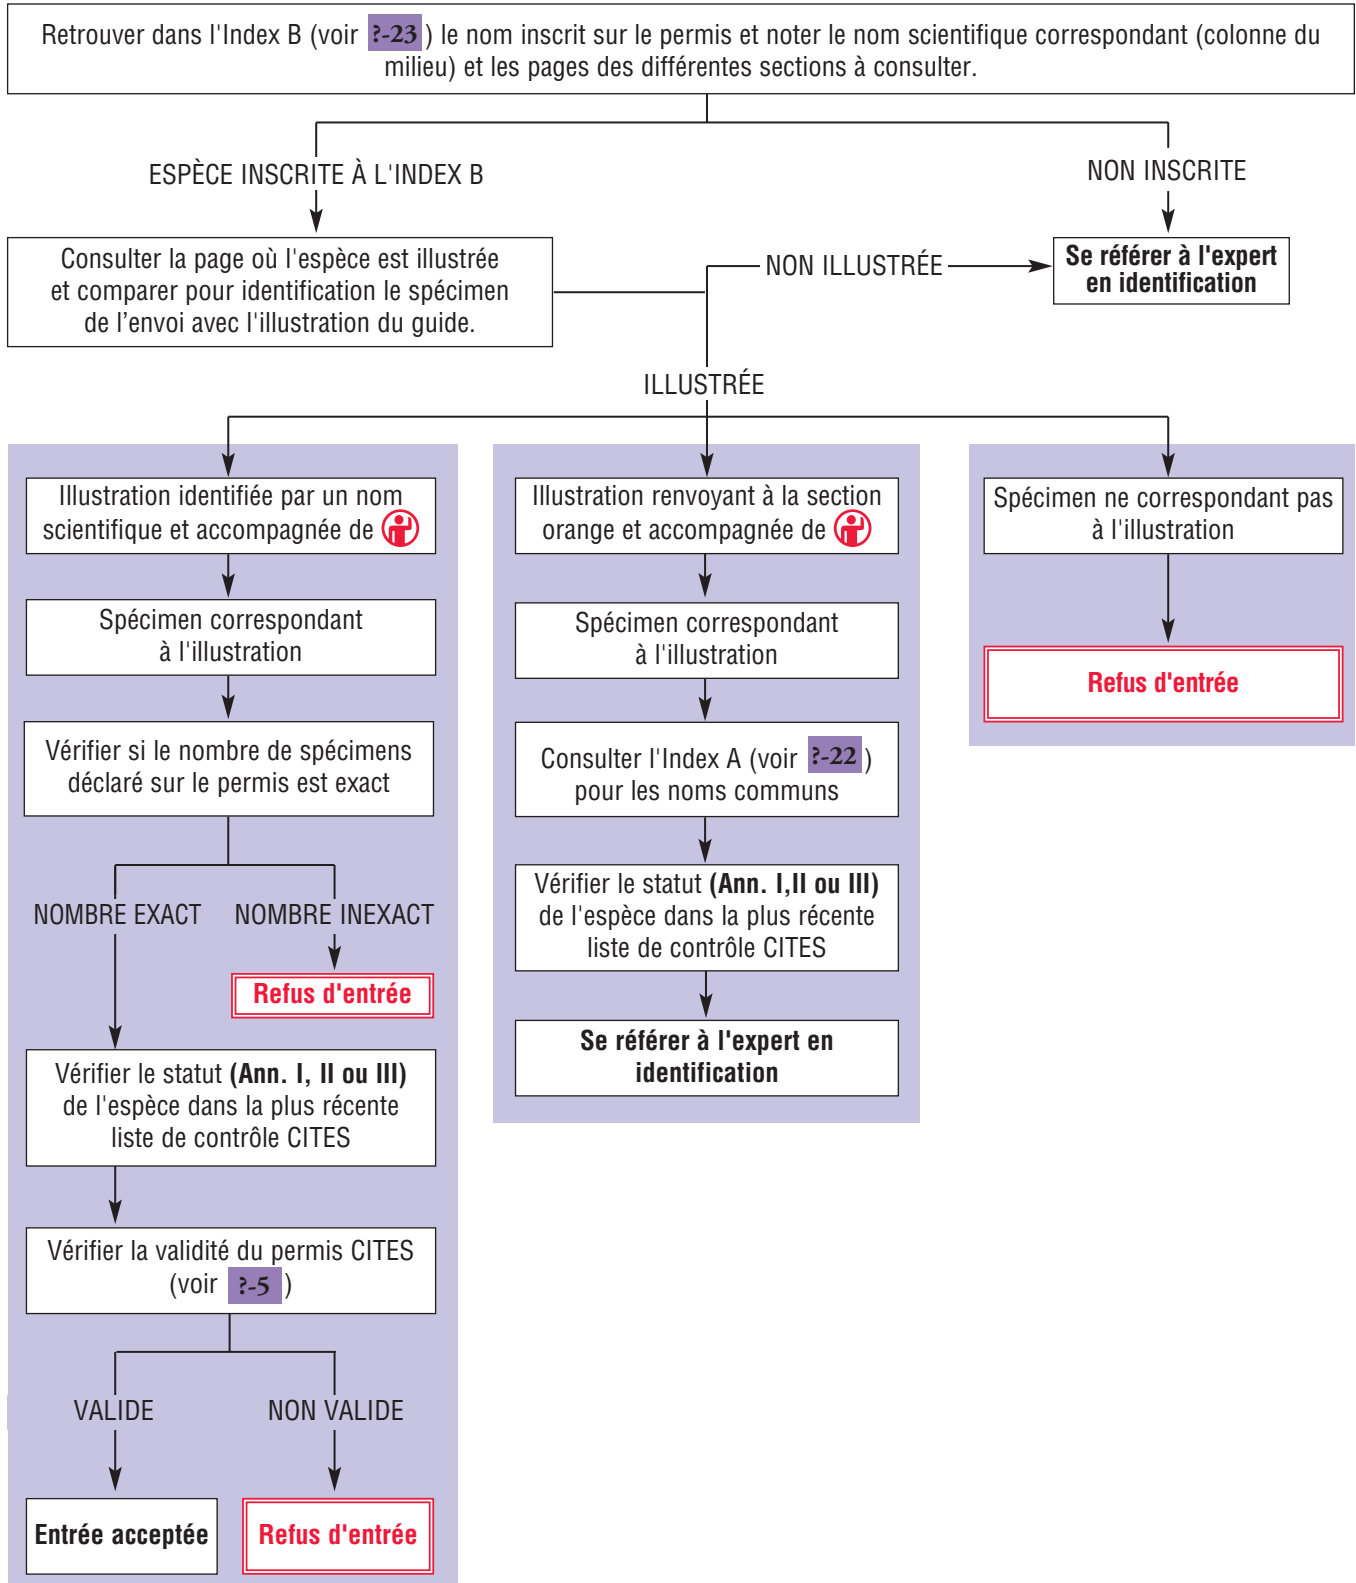 Retrouver dans l'Index B (voir ?-23 ) le nom inscrit sur le permis et noter le nom scientifique correspondant (colonne du
milieu) et les pages des différentes sections à consulter.
ESPÈCE INSCRITE À L'INDEX B
NON INSCRITE
Consulter la page où l'espèce est illustrée
et comparer pour identification le spécimen
de l’envoi avec l'illustration du guide.
NON ILLUSTRÉE
Se référer à l'expert
en identification
ILLUSTRÉE
Illustration identifiée par un nom
scientifique et accompagnée de
Spécimen correspondant
à l'illustration
Vérifier si le nombre de spécimens
déclaré sur le permis est exact
NOMBRE EXACT
NOMBRE INEXACT
Refus d'entrée
Vérifier le statut (Ann. I, II ou III)
de l'espèce dans la plus récente
liste de contrôle CITES
Vérifier la validité du permis CITES
(voir ?-5 )
VALIDE
NON VALIDE
Entrée acceptée
Refus d'entrée
Illustration renvoyant à la section
orange et accompagnée de
Spécimen correspondant
à l'illustration
Consulter l'Index A (voir ?-22 )
pour les noms communs
Vérifier le statut (Ann. I,II ou III)
de l'espèce dans la plus récente
liste de contrôle CITES
Se référer à l'expert en
identification
Spécimen ne correspondant pas
à l'illustration
Refus d'entrée